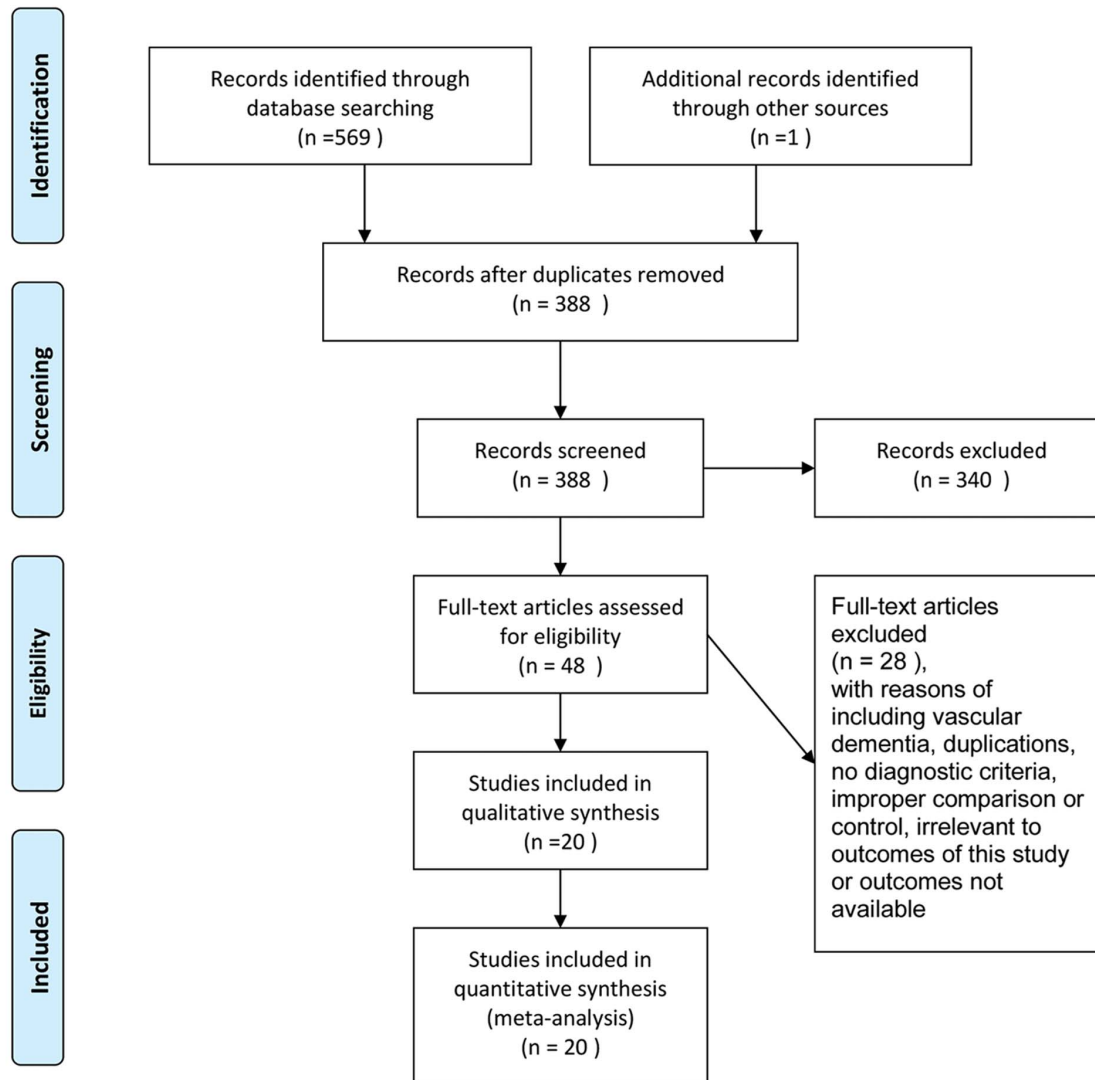 Identification
Records identified through
database searching
(n =569 )
Additional records identified
through other sources
(n =1 )
Records after duplicates removed
(n = 388 )
Screening
Records screened
(n = 388 )
Records excluded
(n = 340 )
Eligibility
Full-text articles assessed
for eligibility
(n = 48 )
Full-text articles
excluded
(n = 28 ),
with reasons of
including vascular
dementia, duplications,
no diagnostic criteria,
improper comparison or
control, irrelevant to
outcomes of this study
or outcomes not
available
Studies included in
qualitative synthesis
(n =20 )
Included
Studies included in
quantitative synthesis
(meta-analysis)
(n = 20 )